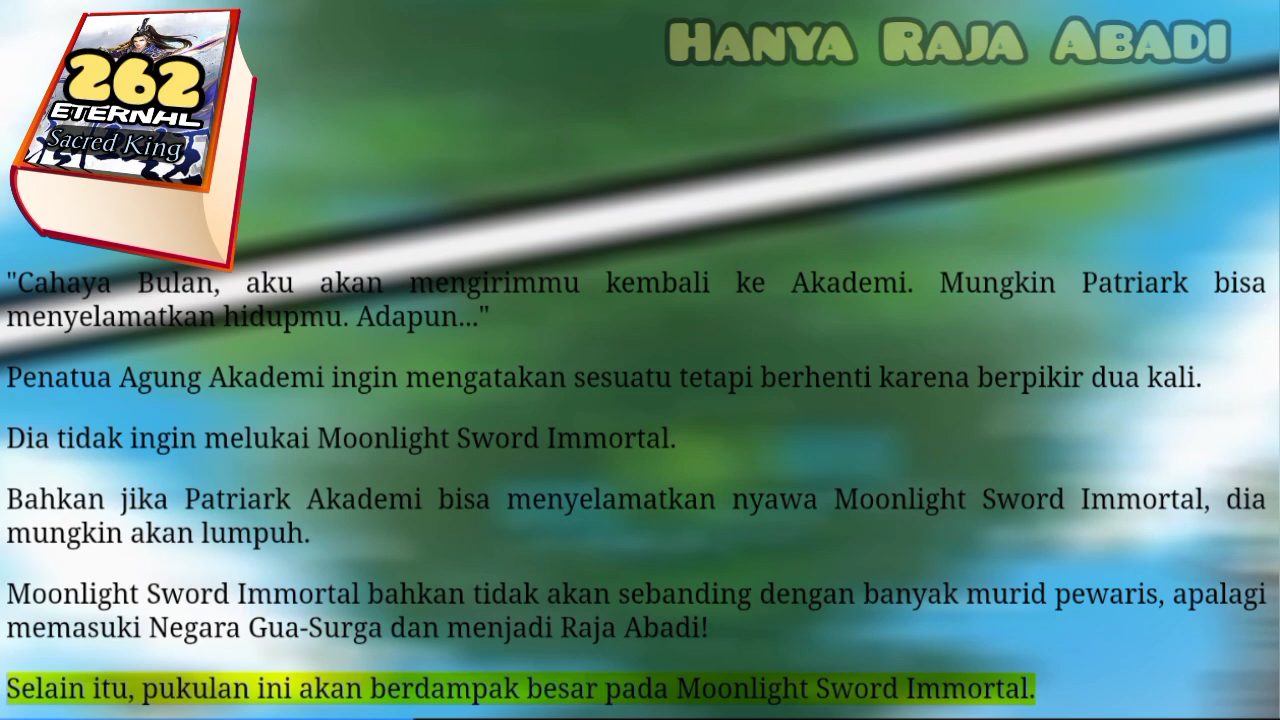 Hanya Raja Abadi
262
ETERNAL
Sacred King
"Cahaya Bulan, aku akan mengirimmu kembali ke Akademi. Mungkin Patriark bisa
menyelamatkan hidupmu. Adapun..."
Penatua Agung Akademi ingin mengatakan sesuatu tetapi berhenti karena berpikir dua kali.
Dia tidak ingin melukai Moonlight Sword Immortal.
Bahkan jika Patriark Akademi bisa menyelamatkan nyawa Moonlight Sword Immortal, dia
mungkin akan lumpuh.
Moonlight Sword Immortal bahkan tidak akan sebanding dengan banyak murid pewaris, apalagi
memasuki Negara Gua-Surga dan menjadi Raja Abadi!
Selain itu, pukulan ini akan berdampak besar pada Moonlight Sword Immortal.